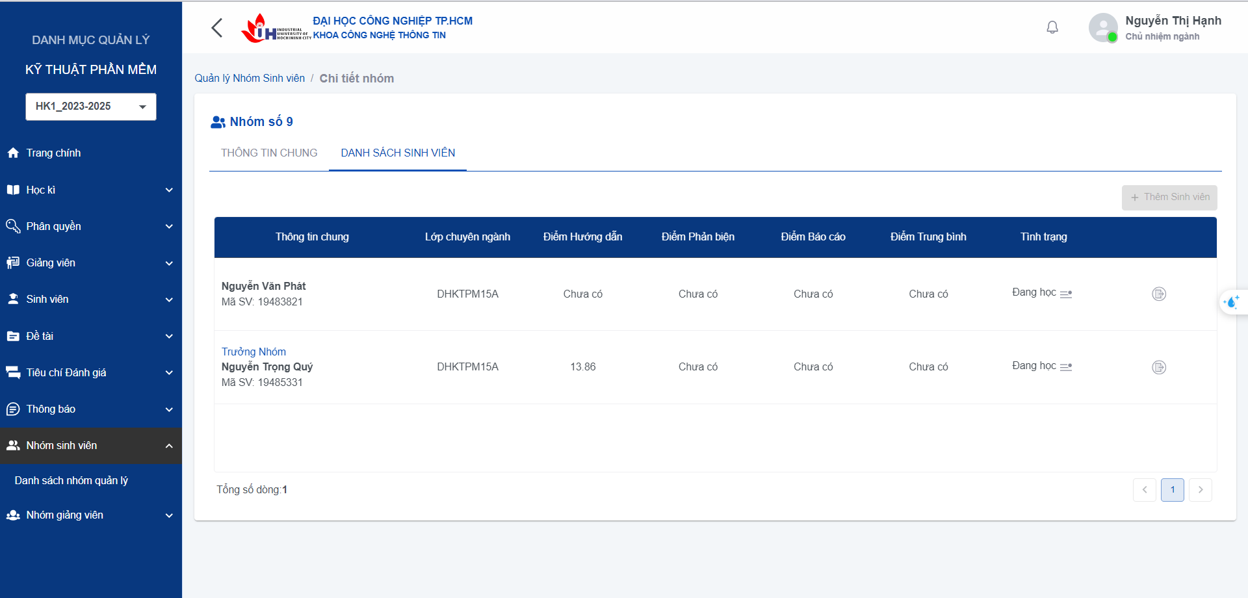 DANH MỤC QUẢN LÝ
KỸ THUẬT PHẦN MỀM
HK1_2023-2025
Trang chính
Học kì
Phân quyền
Giảng viên
Sinh viên
Đề tài
Tiêu chí Đánh giá
Thông báo
Nhóm sinh viên
Danh sách nhóm quản lý
Nhóm giảng viên
IUH INDUSTRIAL
UNIVERSITY OF
HOCHIMINH CITY
ĐẠI HỌC CÔNG NGHIỆP TP.HCM
KHOA CÔNG NGHỆ THÔNG TIN
Nguyễn Thị Hạnh
Chủ nhiệm ngành
Quản lý Nhóm Sinh viên / Chi tiết nhóm
Nhóm số 9
THÔNG TIN CHUNG DANH SÁCH SINH VIÊN
+ Thêm Sinh viên
Thông tin chung Lớp chuyên ngành Điểm Hướng dẫn Điểm Phản biện Điểm Báo cáo Điểm Trung bình Tình trạng
Nguyễn Văn Phát
Mã SV: 19483821
DHKTPM15A Chưa có Chưa có Chưa có Chưa có Đang học
Trưởng Nhóm
Nguyễn Trọng Quý
Mã SV: 19485331
DHKTPM15A 13.86 Chưa có Chưa có Chưa có Đang học
Tổng số dòng:1
1